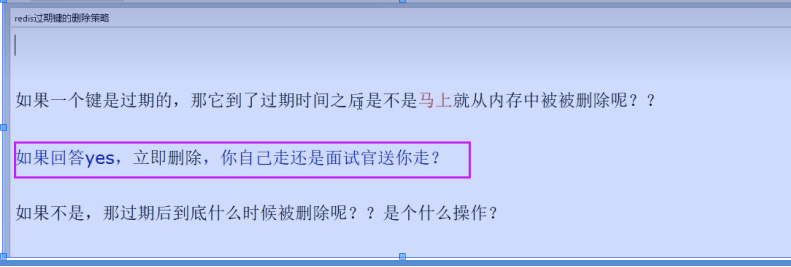 redis过期键的删除策略
如果一个键是过期的，那它到了过期时间之后是不是马上就从内存中被被删除呢？？
如果回答yes，立即删除，你自己走还是面试官送你走？
如果不是，那过期后到底什么时候被删除呢？？是个什么操作？